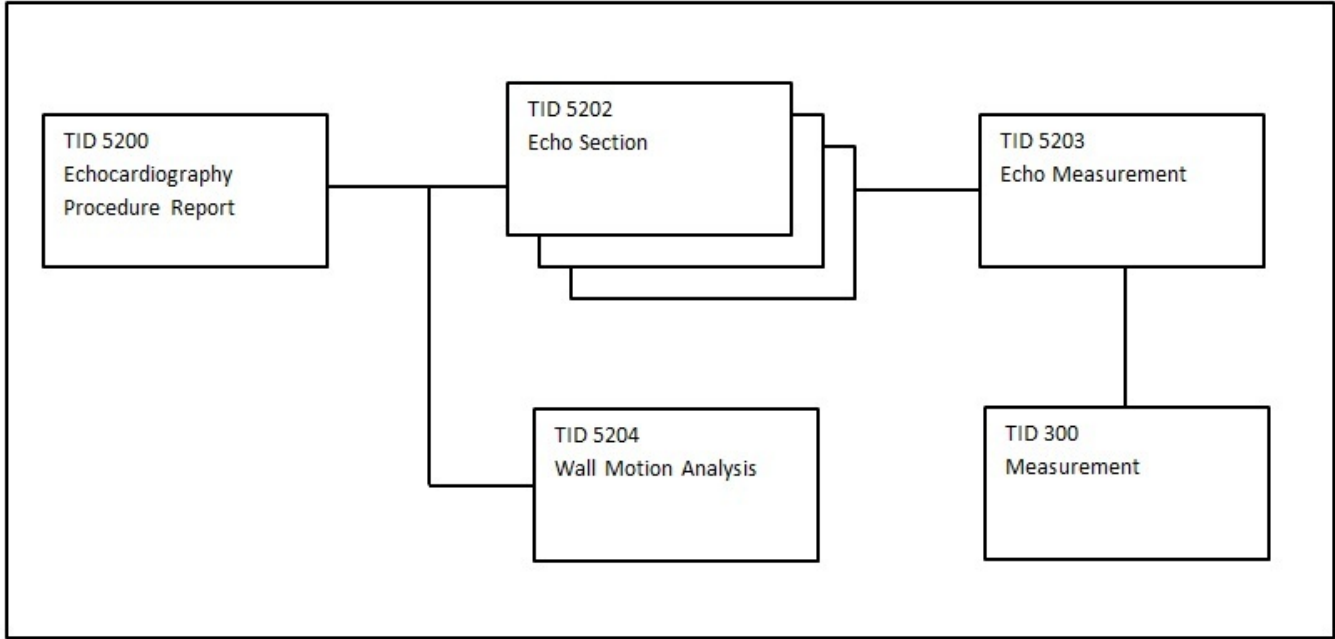 TID 5200
Echocardiography
Procedure Report
TID 5202
Echo Section
TID 5203
Echo Measurement
TID 5204
Wall Motion Analysis
TID 300
Measurement